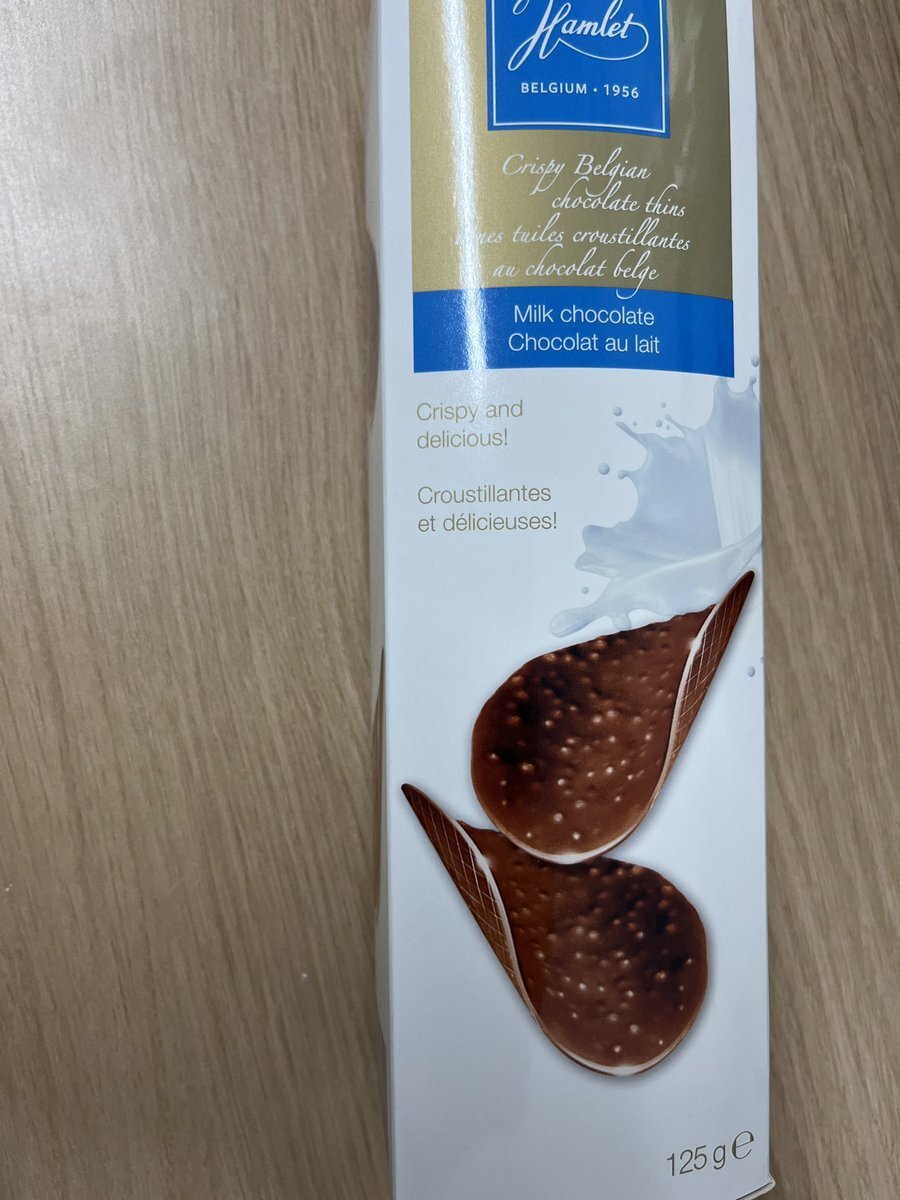 Hamlet
BELGIUM • 1956
Crispy Belgian
chocolate thins
tuiles croustillantes
au chocolat belge
Milk chocolate
Chocolat au lait
Crispy and
delicious!
Croustillantes
et délicieuses!
125 g ℮